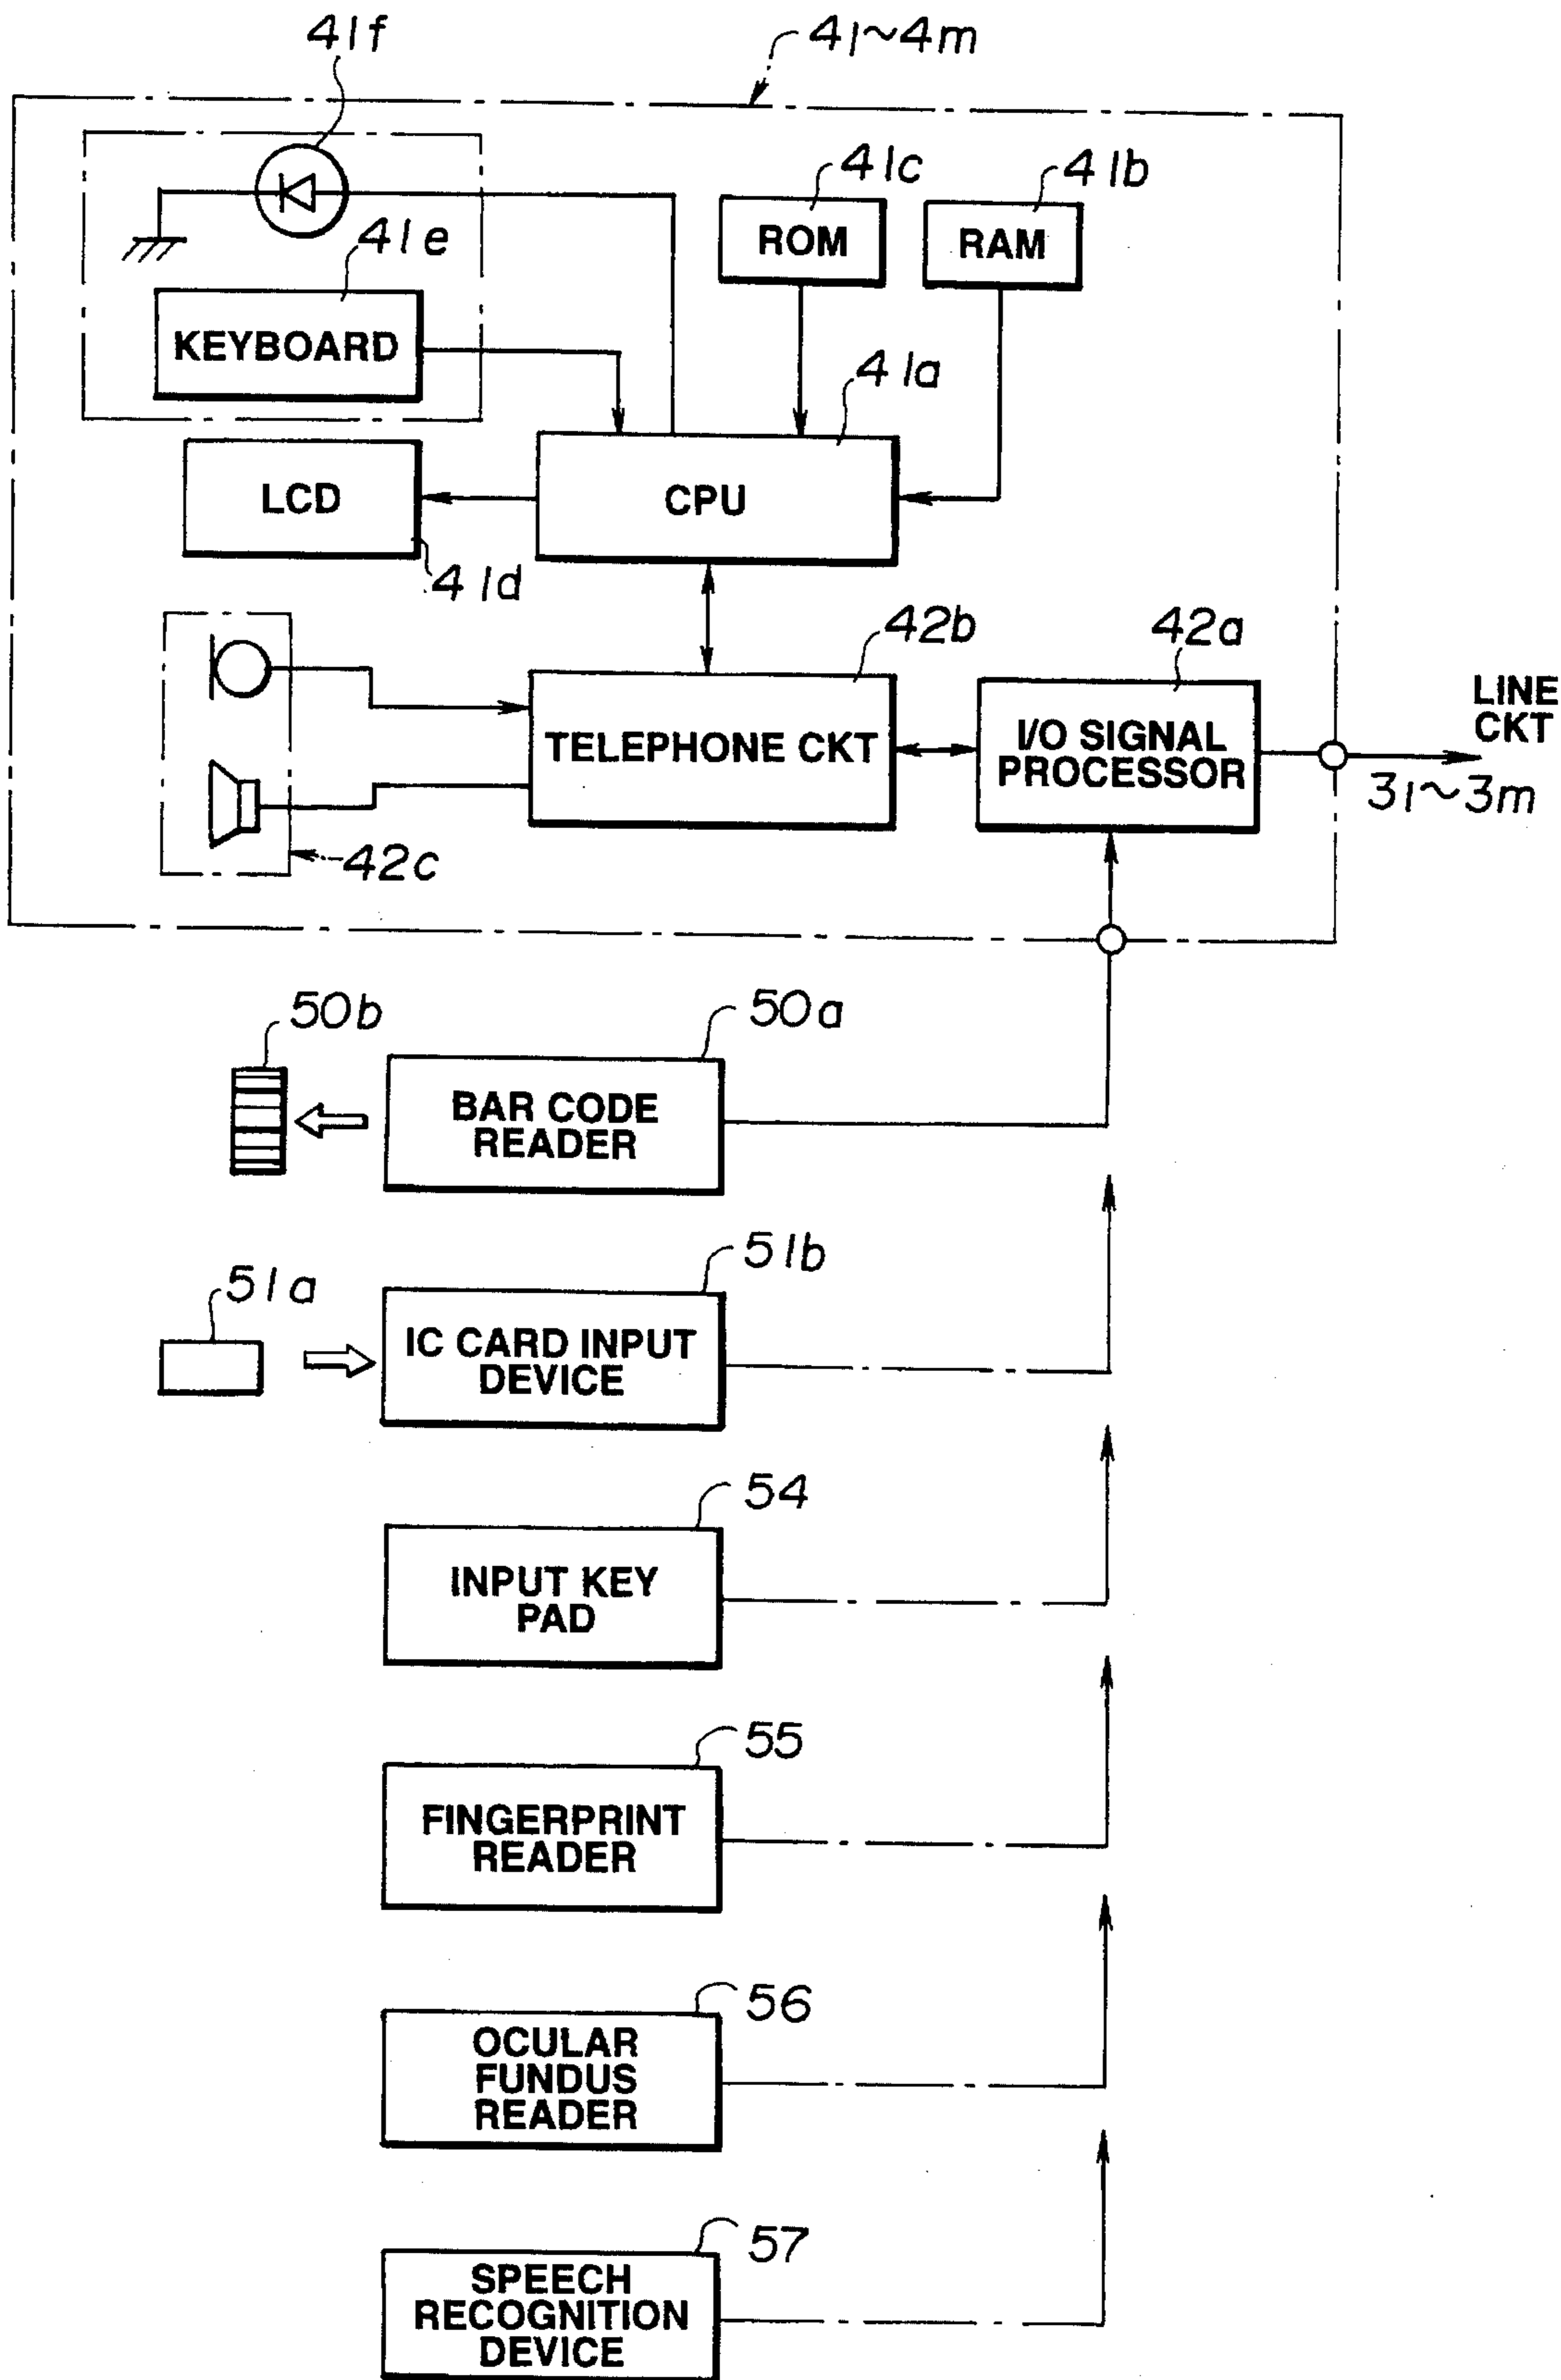 41f
41~4m
41c
41b
ROM
RAM
41e
KEYBOARD
41a
LCD
CPU
41d
42b
42a
LINE
CKT
TELEPHONE CKT
I/O SIGNAL
PROCESSOR
31~3m
42c
50b
50a
BAR CODE
READER
51b
51a
IC CARD INPUT
DEVICE
54
INPUT KEY
PAD
55
FINGERPRINT
READER
56
OCULAR
FUNDUS
READER
57
SPEECH
RECOGNITION
DEVICE